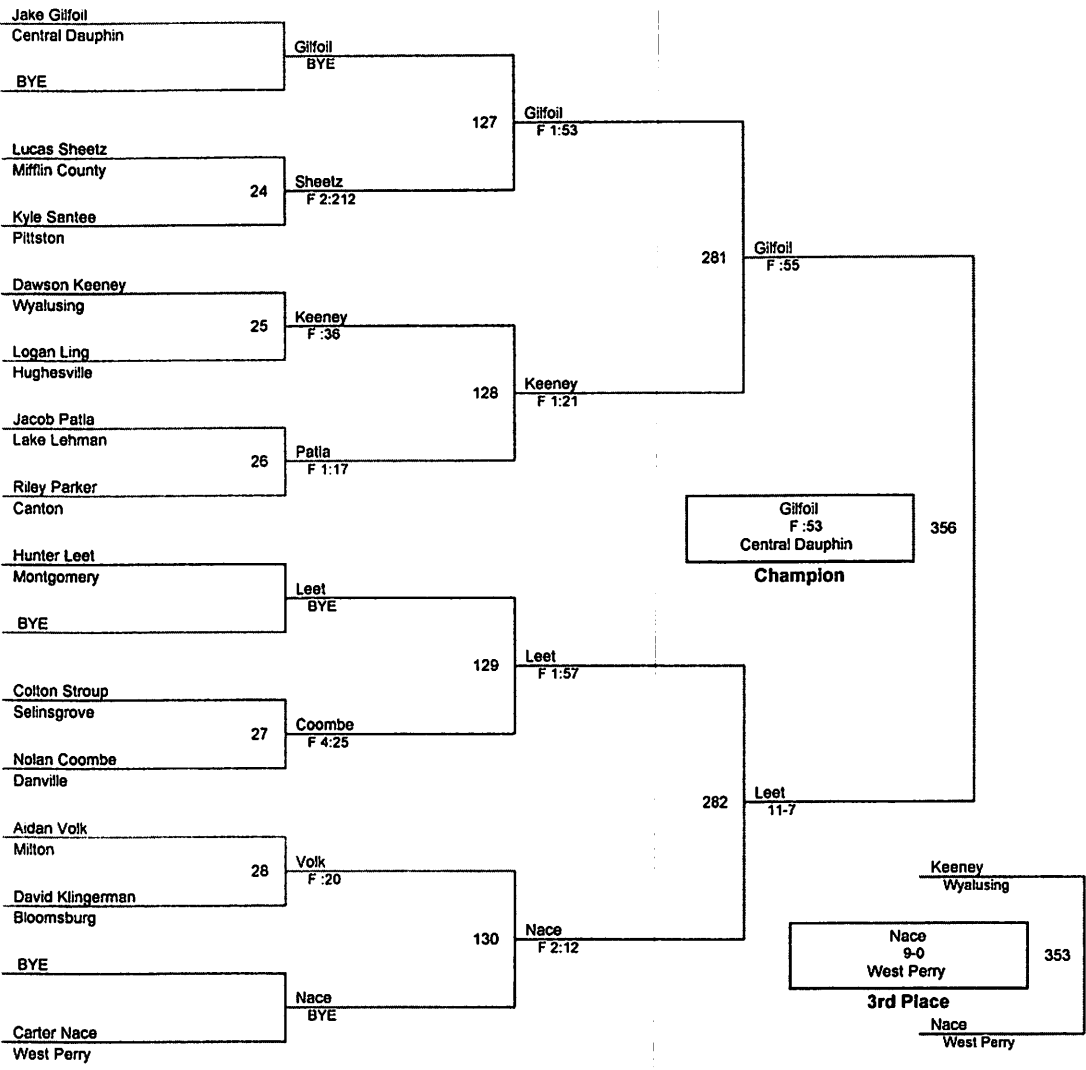 Jake Gilfoil
Central Dauphin
BYE
Gilfoil
BYE
Lucas Sheetz
Mifflin County
24
Kyle Santee
Pittston
Sheetz
F 2:212
127
Gilfoil
F 1:53
Dawson Keeney
Wyalusing
25
Logan Ling
Hughesville
Keeney
F :36
Jacob Patla
Lake Lehman
26
Riley Parker
Canton
Patla
F 1:17
128
Keeney
F 1:21
281
Gilfoil
F :55
Hunter Leet
Montgomery
BYE
Leet
BYE
Colton Stroup
Selinsgrove
27
Nolan Coombe
Danville
Coombe
F 4:25
129
Leet
F 1:57
Aidan Volk
Milton
28
David Klingerman
Bloomsburg
Volk
F :20
BYE
Carter Nace
West Perry
Nace
BYE
130
Nace
F 2:12
282
Leet
11-7
Gilfoil
F :53
Central Dauphin
Champion
356
Keeney
Wyalusing
Nace
9-0
West Perry
3rd Place
353
Nace
West Perry